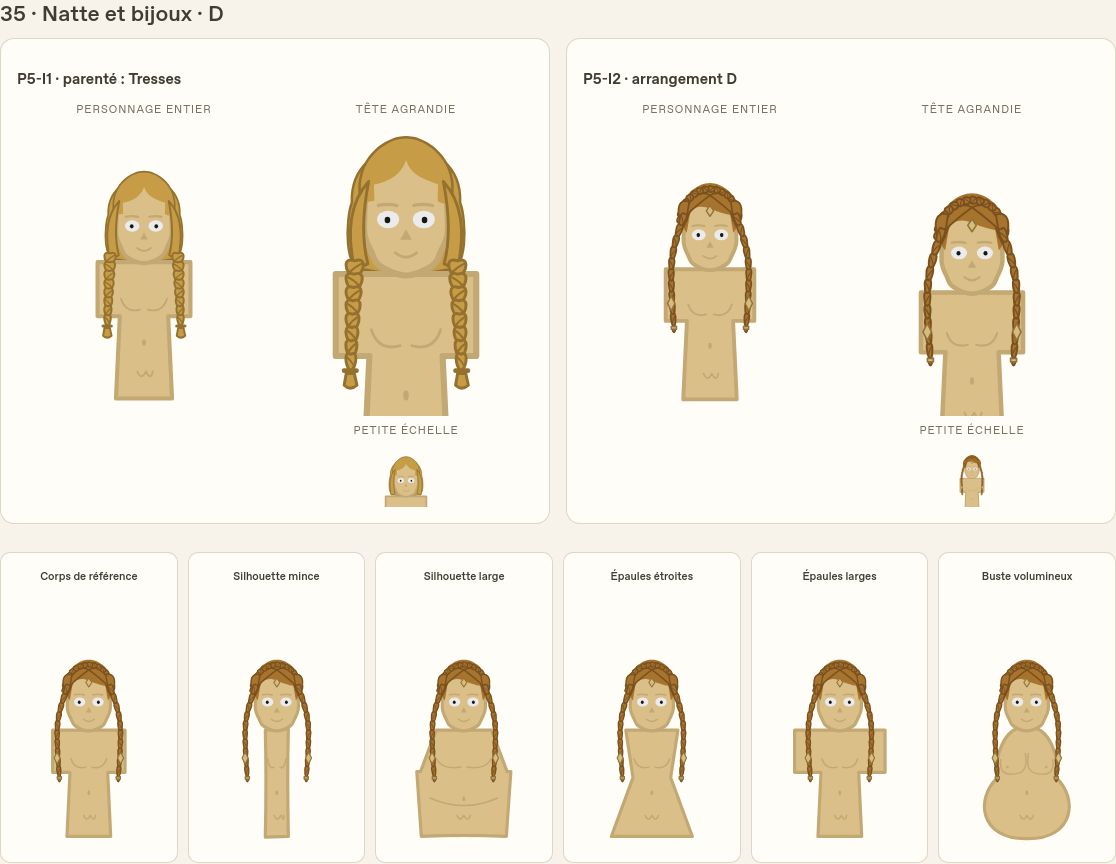 35 · Natte et bijoux · D
P5-I1 · parenté : Tresses
PERSONNAGE ENTIER
TÊTE AGRANDIE
PETITE ÉCHELLE
P5-I2 · arrangement D
PERSONNAGE ENTIER
TÊTE AGRANDIE
PETITE ÉCHELLE
Corps de référence
Silhouette mince
Silhouette large
Épaules étroites
Épaules larges
Buste volumineux